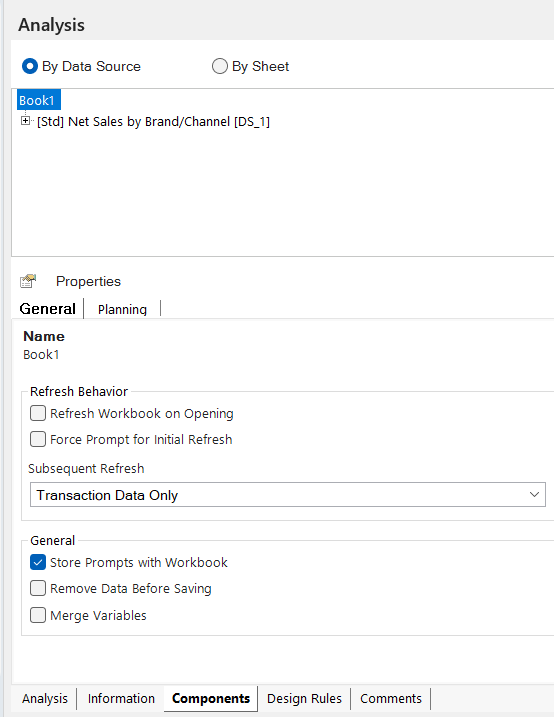 Analysis
By Data Source By Sheet
Book1
[Std] Net Sales by Brand/Channel [DS_1]
Properties
General Planning
Name
Book1
Refresh Behavior
Refresh Workbook on Opening
Force Prompt for Initial Refresh
Subsequent Refresh
Transaction Data Only
General
Store Prompts with Workbook
Remove Data Before Saving
Merge Variables
Analysis Information Components Design Rules Comments